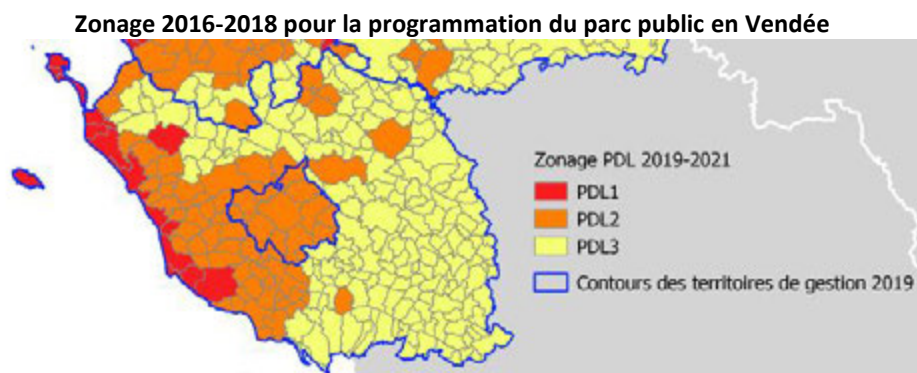 Zonage 2016-2018 pour la programmation du parc public en Vendée
Zonage PDL 2019-2021
PDL1
PDL2
PDL3
Contours des territoires de gestion 2019